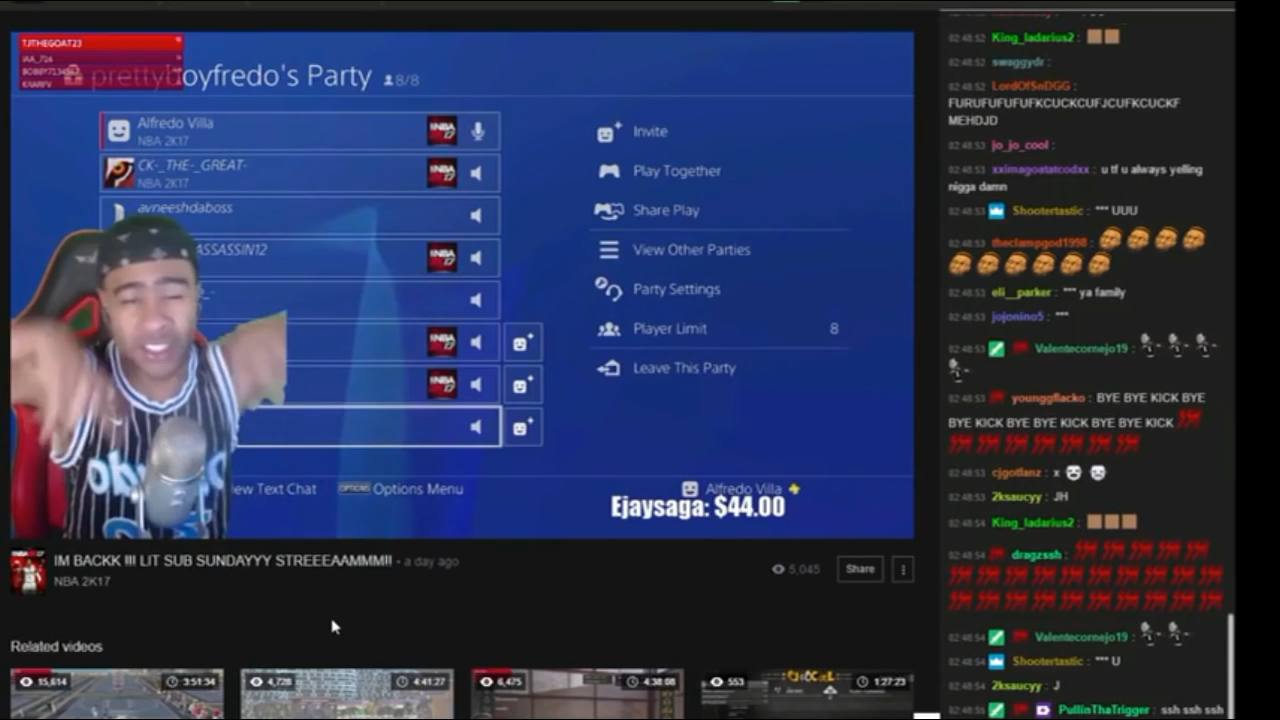 TJTHEGOAT23
IAA_716
prettyboyfredo's Party 8/8
Alfredo Villa
NBA 2K17
CK-_THE-_GREAT-
NBA 2K17
avneeshdaboss
ASSASSIN12
Invite
Play Together
Share Play
View Other Parties
Party Settings
Player Limit 8
Leave This Party
iew Text Chat
OPTIONS Options Menu
Alfredo Villa
Ejaysaga: $44.00
IM BACKK !!! LIT SUB SUNDAYYY STREEEAAMMM!! - a day ago
NBA 2K17
5,045
Share
Related videos
15,614 3:51:34
4,728 4:41:27
6,475 4:38:08
553 1:27:23
02:48:52 King_ladarius2 :
02:48:52 swaggydr :
02:48:52 LordOfSnDGG :
FURUFUFUFUFKCUCKCUFJCUFKCUCKF
MEHDJD
02:48:53 jo_jo_cool :
02:48:53 xximagoatatcodxx : u tf u always yelling
nigga damn
02:48:53 Shootertastic : *** UUU
02:48:53 theclampgod1998 :
02:48:53 eli__parker : *** ya family
02:48:53 jojonino5 : ***
02:48:53 Valentecornejo19 :
02:48:53 younggflacko : BYE BYE KICK BYE
BYE KICK BYE BYE KICK BYE BYE KICK
02:48:53 cjgotlanz : x
02:48:53 2ksaucyy : JH
02:48:54 King_ladarius2 :
02:48:54 dragzssh :
02:48:54 Valentecornejo19 :
02:48:54 Shootertastic : *** U
02:48:54 2ksaucyy : J
02:48:55 PullinThaTrigger : ssh ssh ssh